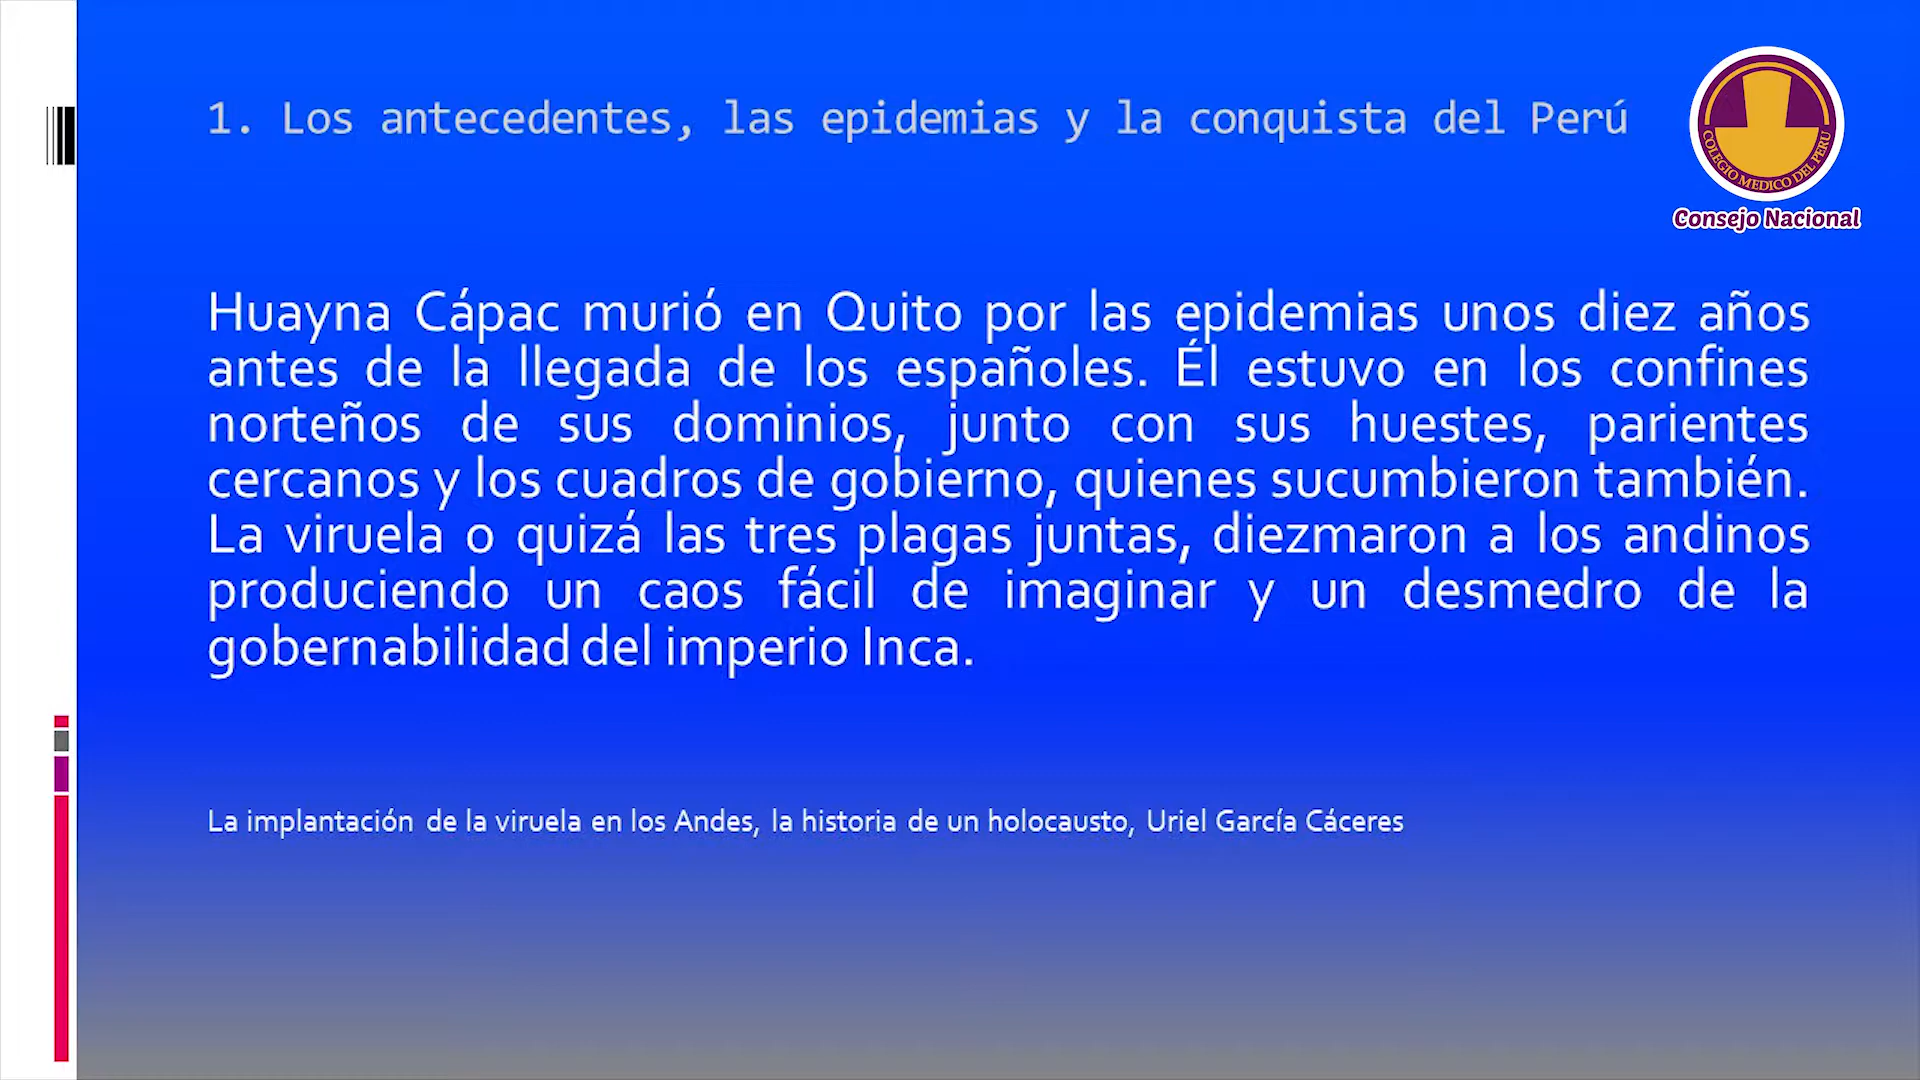 1. Los antecedentes, las epidemias y la conquista del Perú
COLEGIO MEDICO DEL PERU
Consejo Nacional
Huayna Cápac murió en Quito por las epidemias unos diez años
antes de la llegada de los españoles. Él estuvo en los confines
norteños de sus dominios, junto con sus huestes, parientes
cercanos y los cuadros de gobierno, quienes sucumbieron también.
La viruela o quizá las tres plagas juntas, diezmaron a los andinos
produciendo un caos fácil de imaginar y un desmedro de la
gobernabilidad del imperio Inca.
La implantación de la viruela en los Andes, la historia de un holocausto, Uriel García Cáceres